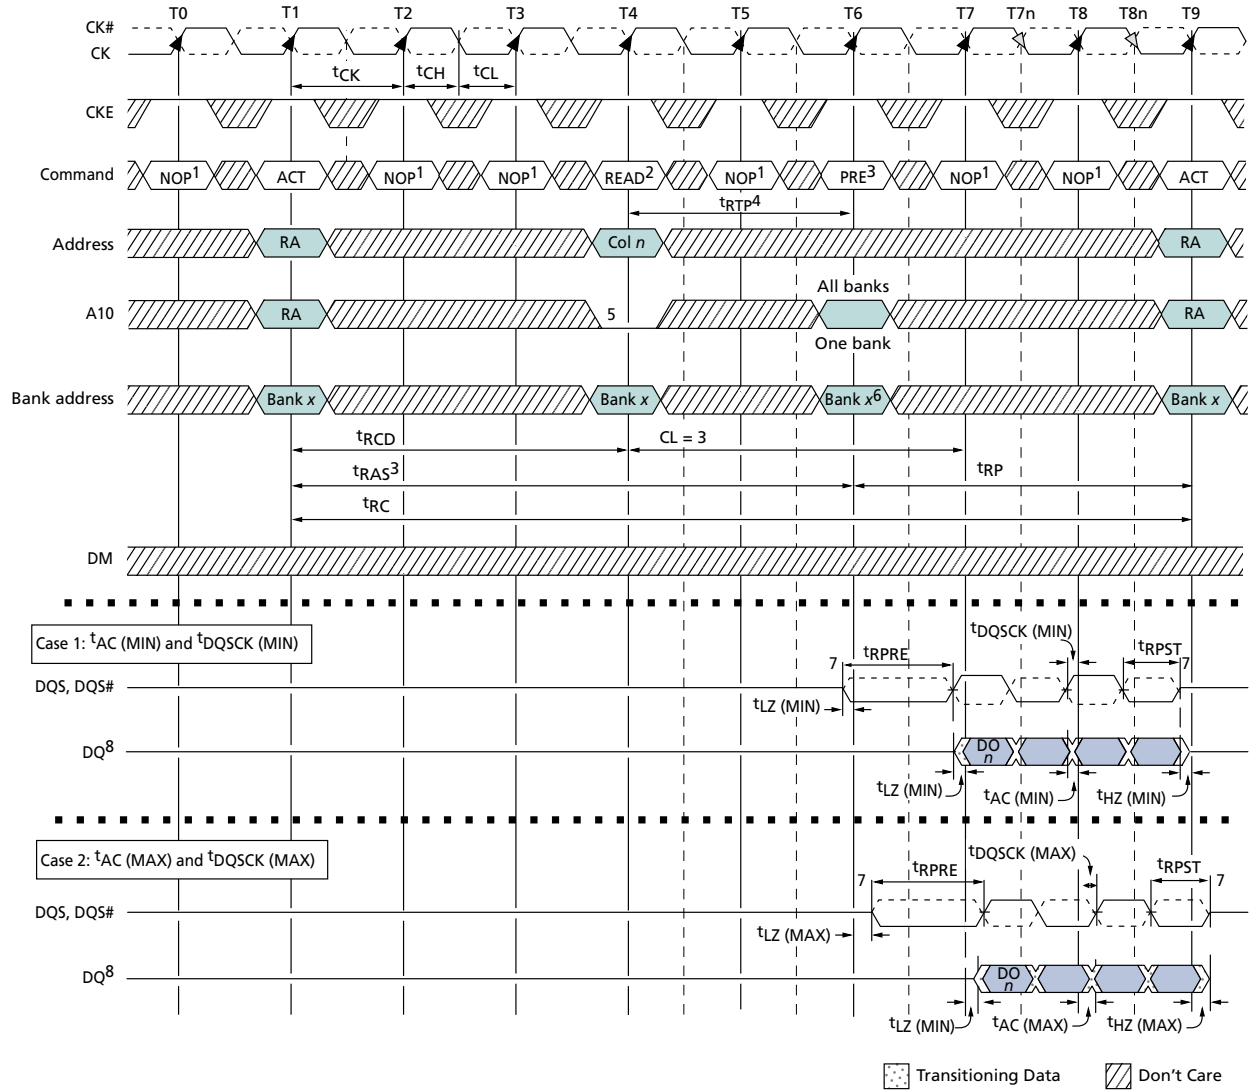 T0 T1 T2 T3 T4 T5 T6 T7 T7n T8 T8n T9
CK#
CK
tCK tCH tCL
CKE
Command NOP1 ACT NOP1 NOP1 READ2 NOP1 PRE3 NOP1 NOP1 ACT
tRTP4
Address RA Col n RA
All banks
A10 RA 5 RA
One bank
Bank address Bank x Bank x Bank x6 Bank x
tRCD CL = 3
tRAS3 tRP
tRC
DM
Case 1: tAC (MIN) and tDQSCK (MIN)
tDQSCK (MIN)
7 tRPRE tRPST 7
DQS, DQS#
tLZ (MIN)
DQ8 DO n
tLZ (MIN) tAC (MIN) tHZ (MIN)
Case 2: tAC (MAX) and tDQSCK (MAX)
tDQSCK (MAX)
7 tRPRE tRPST 7
DQS, DQS#
tLZ (MAX)
DQ8 DO n
tLZ (MIN) tAC (MAX) tHZ (MAX)
Transitioning Data Don't Care